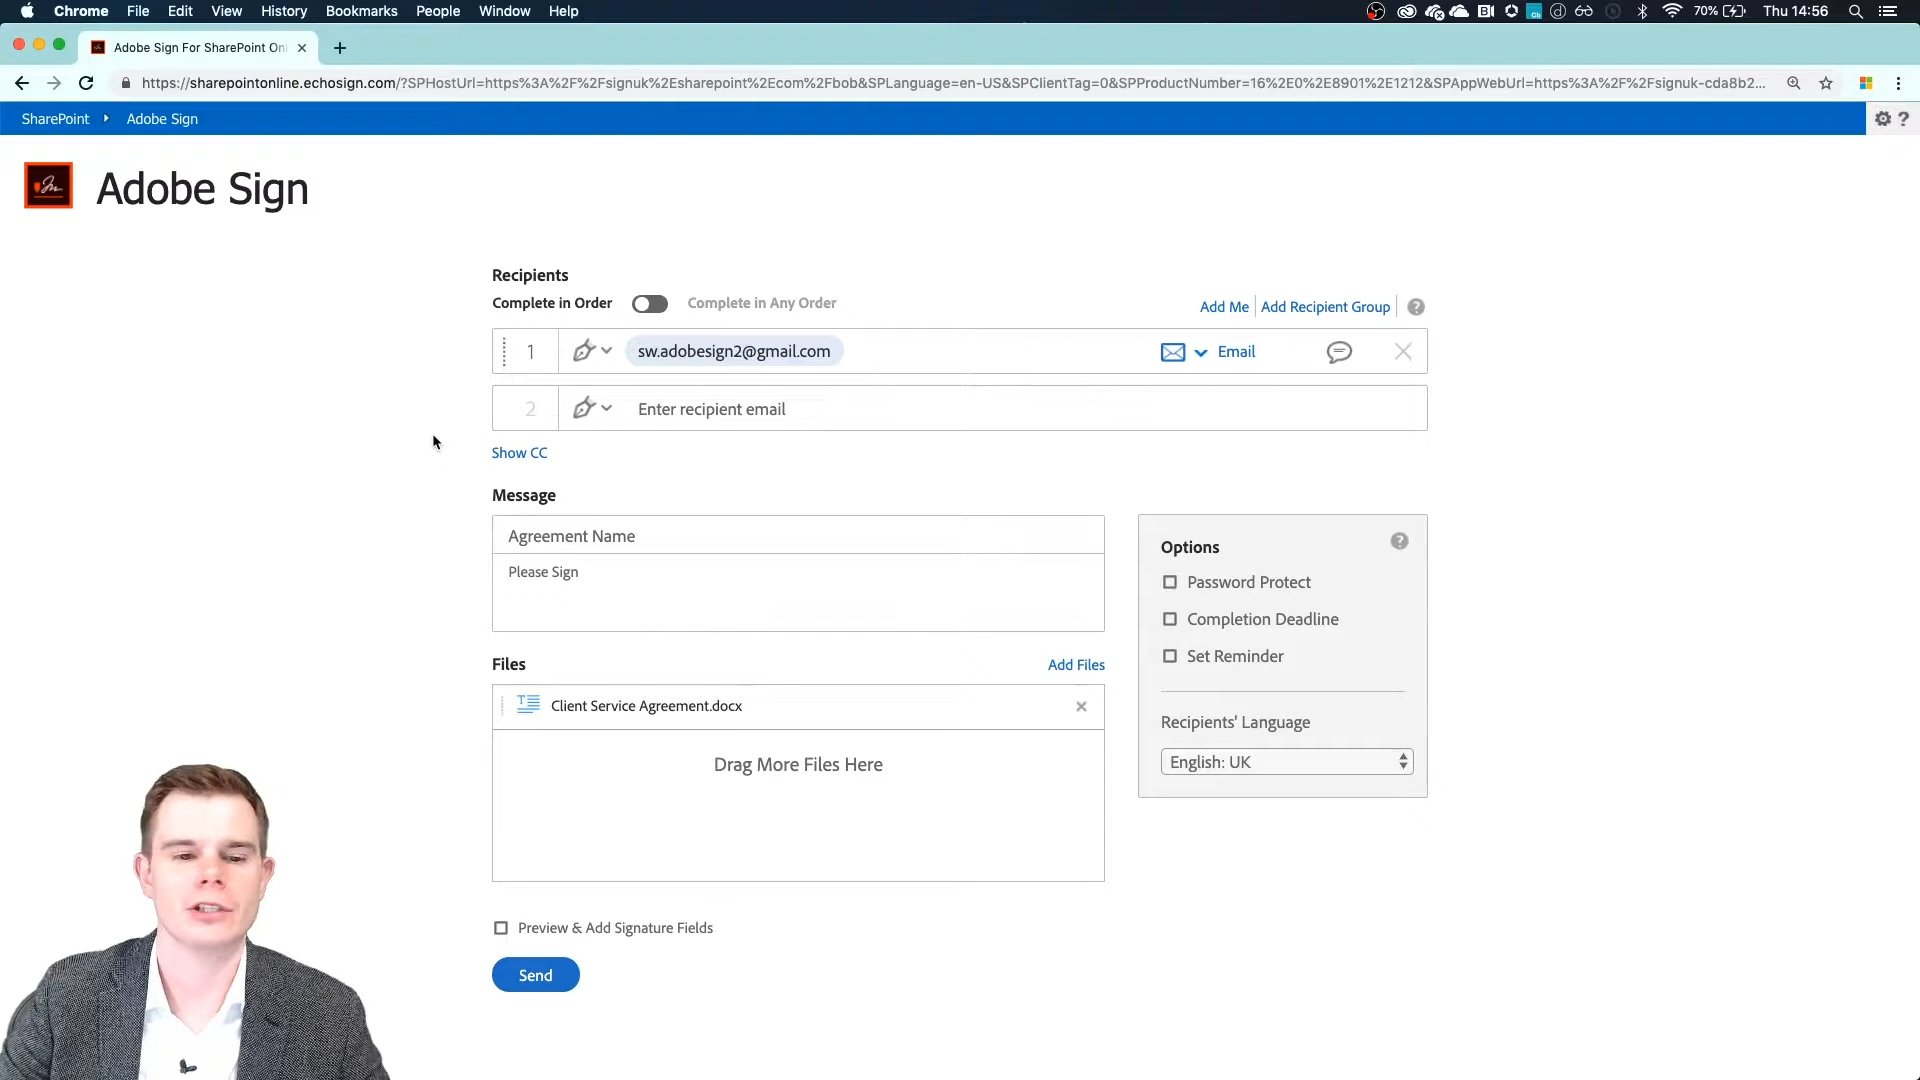 Chrome File Edit View History Bookmarks People Window Help 70% Thu 14:56
Adobe Sign For SharePoint On
https://sharepointonline.echosign.com/?SPHostUrl=https%3A%2F%2Fsignuk%2Esharepoint%2Ecom%2Fbob&SPLanguage=en-US&SPClientTag=0&SPProductNumber=16%2E0%2E8901%2E1212&SPAppWebUrl=https%3A%2F%2Fsignuk-cda8b2...
SharePoint Adobe Sign
Adobe Sign
Recipients
Complete in Order Complete in Any Order
Add Me Add Recipient Group
1 sw.adobesign2@gmail.com Email
2 Enter recipient email
Show CC
Message
Agreement Name
Please Sign
Options
Password Protect
Completion Deadline
Set Reminder
Recipients' Language
English: UK
Files Add Files
Client Service Agreement.docx
Drag More Files Here
Preview & Add Signature Fields
Send